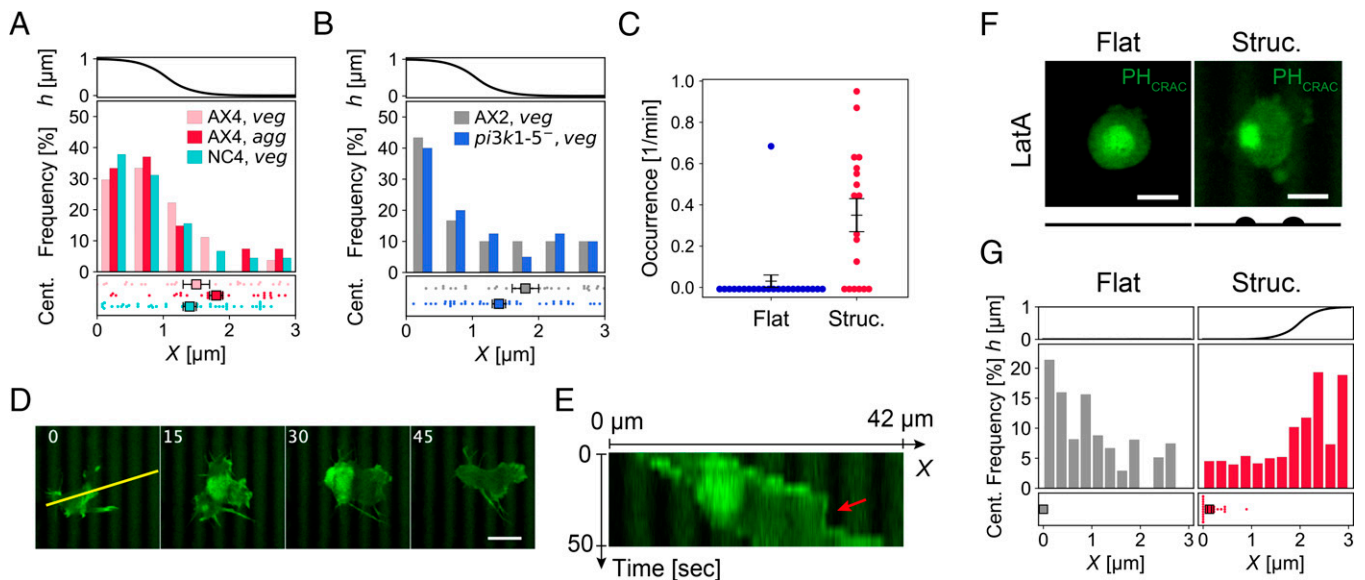 A
h [µm]
1
0
Frequency [%]
50
40
30
20
10
0
AX4, veg
AX4, agg
NC4, veg
Cent.
0 1 2 3
X [µm]
B
h [µm]
1
0
Frequency [%]
50
40
30
20
10
0
AX2, veg
pi3k1-5⁻, veg
Cent.
0 1 2 3
X [µm]
C
Occurrence [1/min]
1.0
0.8
0.6
0.4
0.2
0.0
Flat Struc.
D
0 15 30 45
E
0 µm 42 µm
X
0
50
Time [sec]
F
Flat Struc.
LatA
PH_CRAC PH_CRAC
G
Flat Struc.
h [µm]
0
1
Frequency [%]
20
15
10
5
0
Cent.
0 1 2 3 0 1 2 3
X [µm] X [µm]